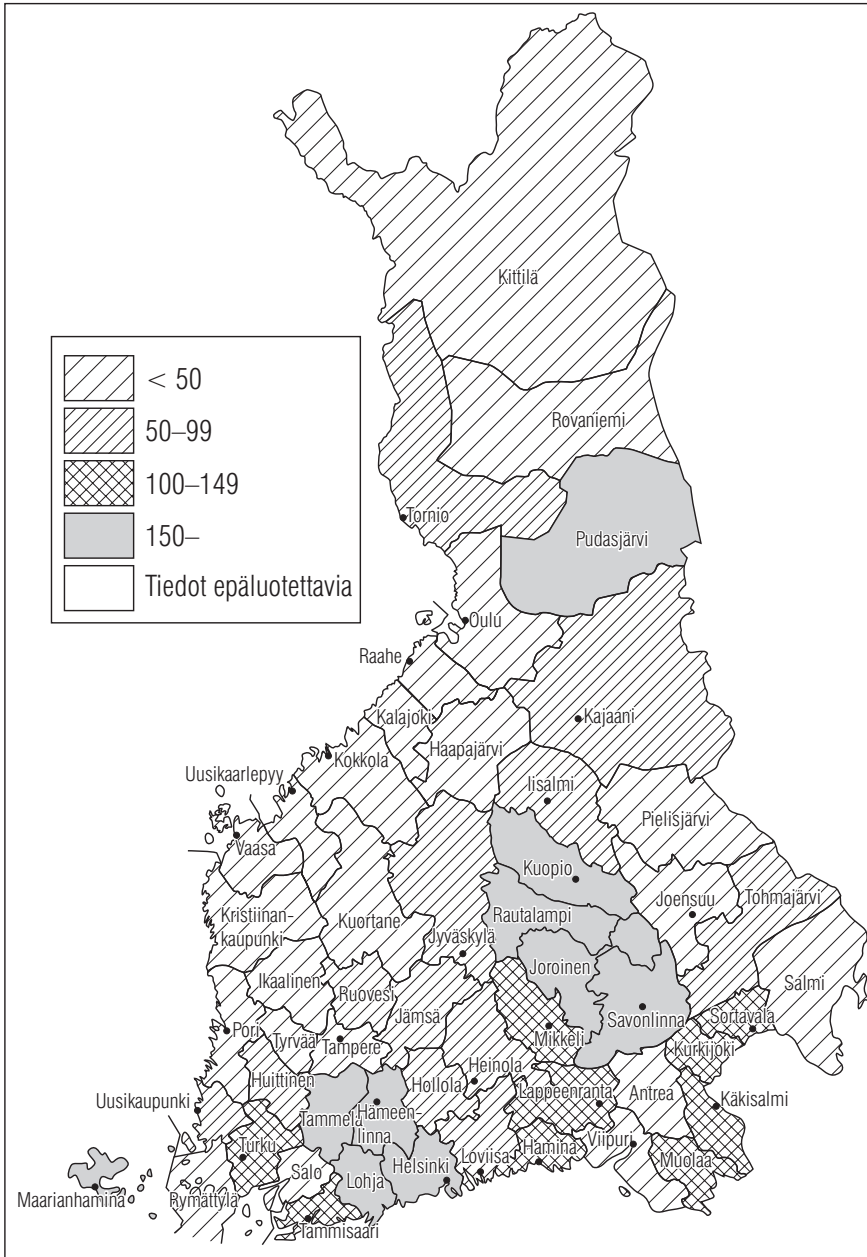 Kittilä
< 50
50–99
100–149
150–
Tiedot epäluotettavia
Rovaniemi
Tornio
Pudasjärvi
Oulu
Raahe
Kalajoki
Kajaani
Haapajärvi
Kokkola
Uusikaarlepyy
Iisalmi
Pielisjärvi
Vaasa
Kuopio
Joensuu
Tohmajärvi
Rautalampi
Kristiinan-
kaupunki
Kuortane
Jyväskylä
Joroinen
Salmi
Ikaalinen
Ruovesi
Jämsä
Savonlinna
Sortavala
Pori
Tyrvää
Tampere
Mikkeli
Kurkijoki
Huittinen
Hollola
Heinola
Lappeenranta
Antrea
Käkisalmi
Uusikaupunki
Tammela
Hämeen-
linna
Turku
Salo
Lohja
Helsinki
Loviisa
Hamina
Viipuri
Muolaa
Maarianhamina
Rymättylä
Tammisaari